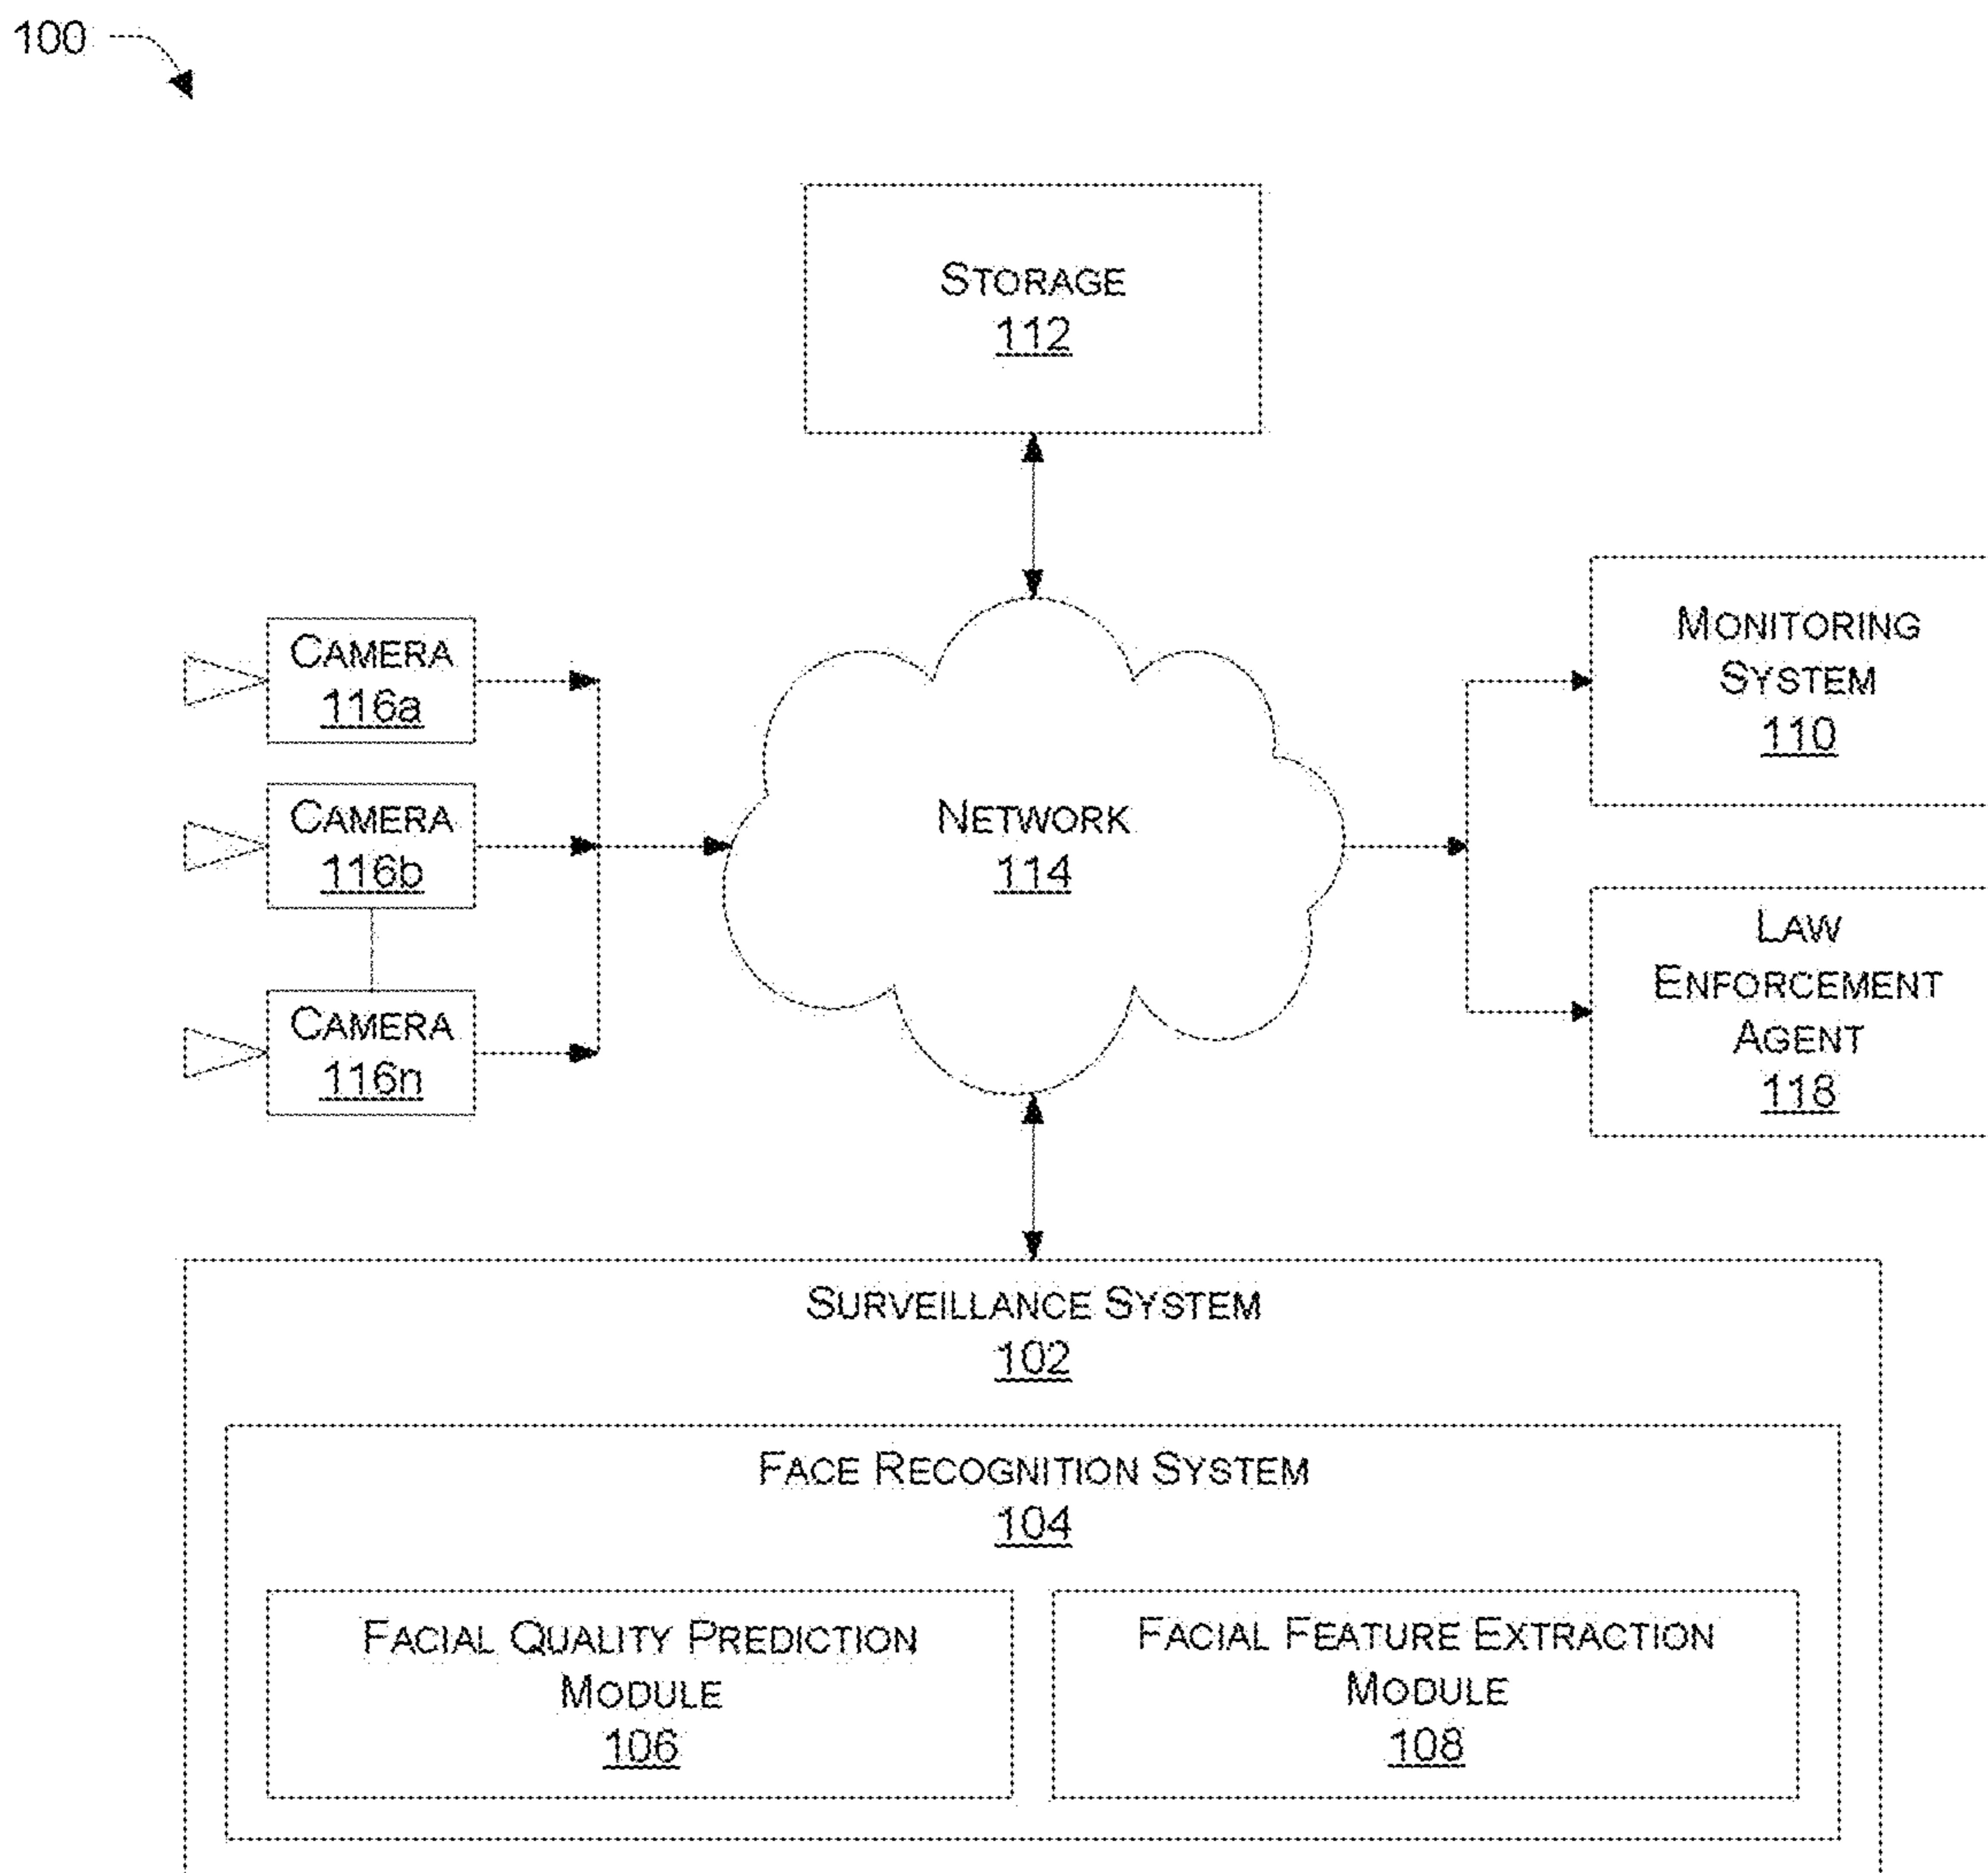 100
STORAGE
112
CAMERA
116a
CAMERA
116b
CAMERA
116n
NETWORK
114
MONITORING
SYSTEM
110
LAW
ENFORCEMENT
AGENT
118
SURVEILLANCE SYSTEM
102
FACE RECOGNITION SYSTEM
104
FACIAL QUALITY PREDICTION
MODULE
106
FACIAL FEATURE EXTRACTION
MODULE
108